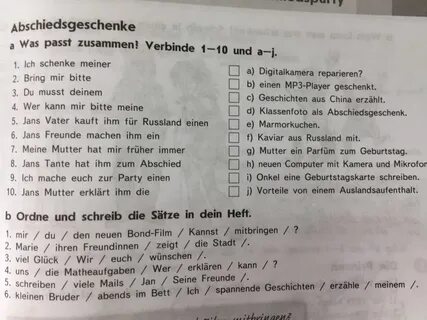 Abschiedsgeschenke
a Was passt zusammen? Verbinde 1–10 und a–j.
1. Ich schenke meiner
2. Bring mir bitte
3. Du musst deinem
4. Wer kann mir bitte meine
5. Jans Vater kauft ihm für Russland einen
6. Jans Freunde machen ihm ein
7. Meine Mutter hat mir früher immer
8. Jans Tante hat ihm zum Abschied
9. Ich mache euch zur Party einen
10. Jans Mutter erklärt ihm die
a) Digitalkamera reparieren?
b) einen MP3-Player geschenkt.
c) Geschichten aus China erzählt.
d) Klassenfoto als Abschiedsgeschenk.
e) Marmorkuchen.
f) Kaviar aus Russland mit.
g) Mutter ein Parfüm zum Geburtstag.
h) neuen Computer mit Kamera und Mikrofon
i) Onkel eine Geburtstagskarte schreiben.
j) Vorteile von einem Auslandsaufenthalt.
b Ordne und schreib die Sätze in dein Heft.
1. mir / du / den neuen Bond-Film / Kannst / mitbringen / ?
2. Marie / ihren Freundinnen / zeigt / die Stadt / .
3. viel Glück / Wir / euch / wünschen / .
4. uns / die Matheaufgaben / Wer / erklären / kann / ?
5. schreiben / viele Mails / Jan / Seine Freunde / .
6. kleinen Bruder / abends im Bett / Ich / spannende Geschichten / erzähle / meinem / .
mitbringen?